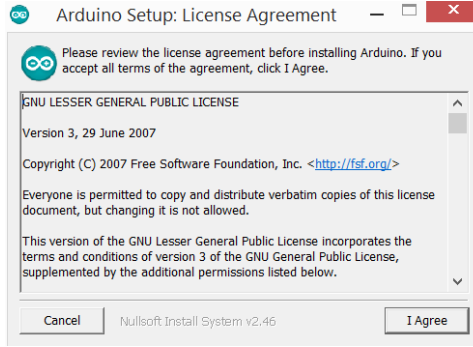 Arduino Setup: License Agreement
Please review the license agreement before installing Arduino. If you
accept all terms of the agreement, click I Agree.
GNU LESSER GENERAL PUBLIC LICENSE
Version 3, 29 June 2007
Copyright (C) 2007 Free Software Foundation, Inc. <http://fsf.org/>
Everyone is permitted to copy and distribute verbatim copies of this license
document, but changing it is not allowed.
This version of the GNU Lesser General Public License incorporates the
terms and conditions of version 3 of the GNU General Public License,
supplemented by the additional permissions listed below.
Cancel Nullsoft Install System v2.46 I Agree